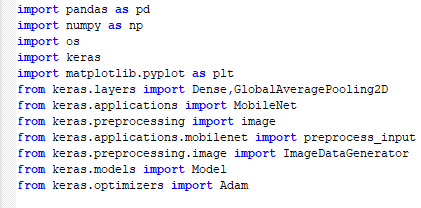 import pandas as pd
import numpy as np
import os
import keras
import matplotlib.pyplot as plt
from keras.layers import Dense,GlobalAveragePooling2D
from keras.applications import MobileNet
from keras.preprocessing import image
from keras.applications.mobilenet import preprocess_input
from keras.preprocessing.image import ImageDataGenerator
from keras.models import Model
from keras.optimizers import Adam